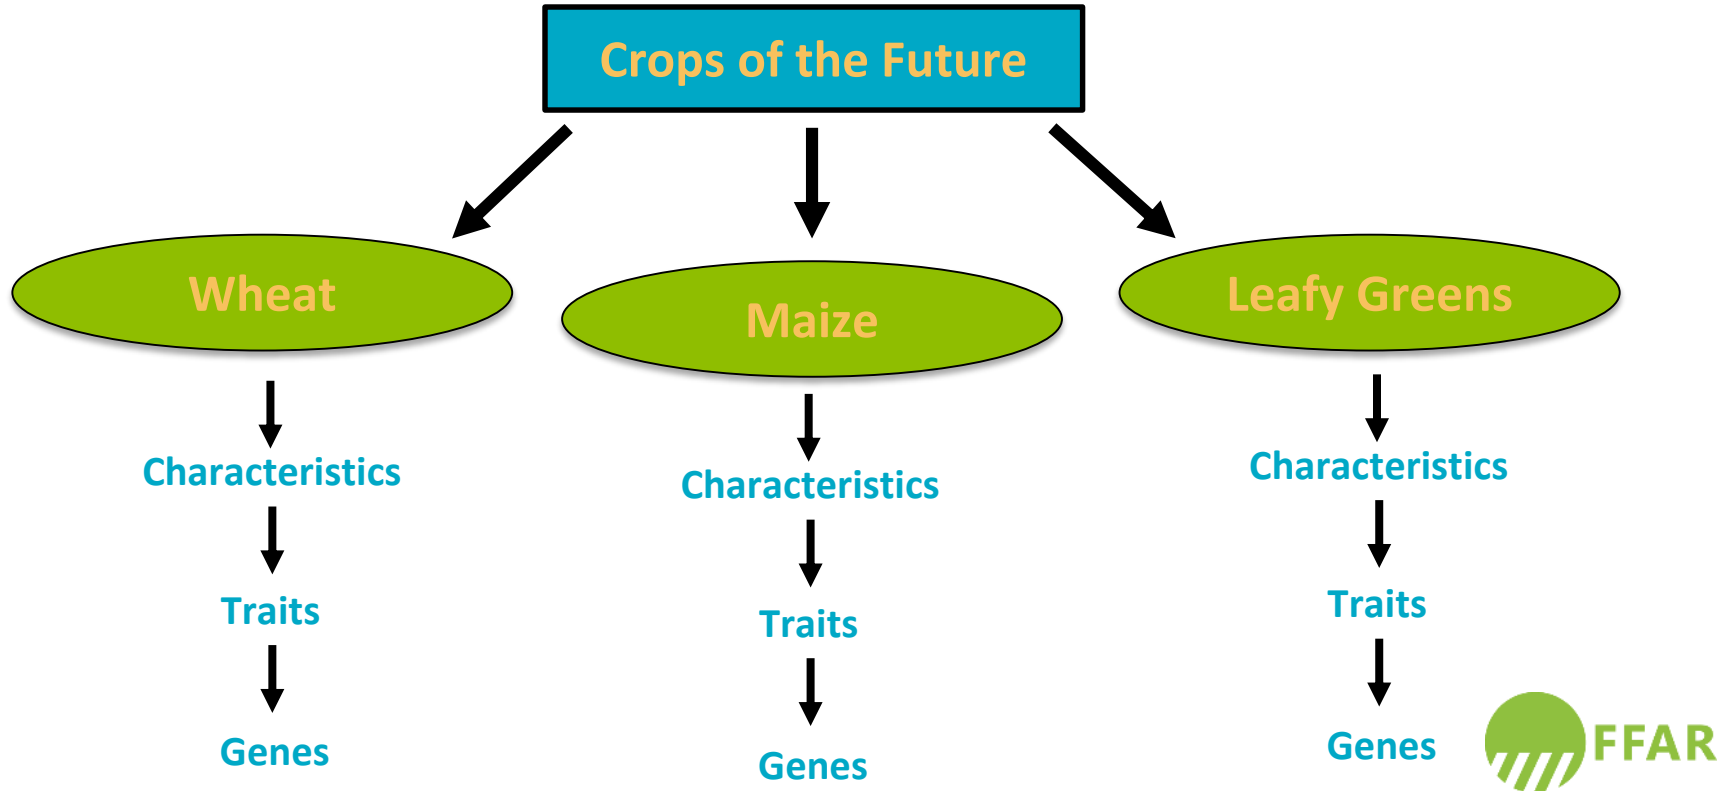 Crops of the Future
Wheat
Maize
Leafy Greens
Characteristics
Characteristics
Characteristics
Traits
Traits
Traits
Genes
Genes
Genes
FFAR